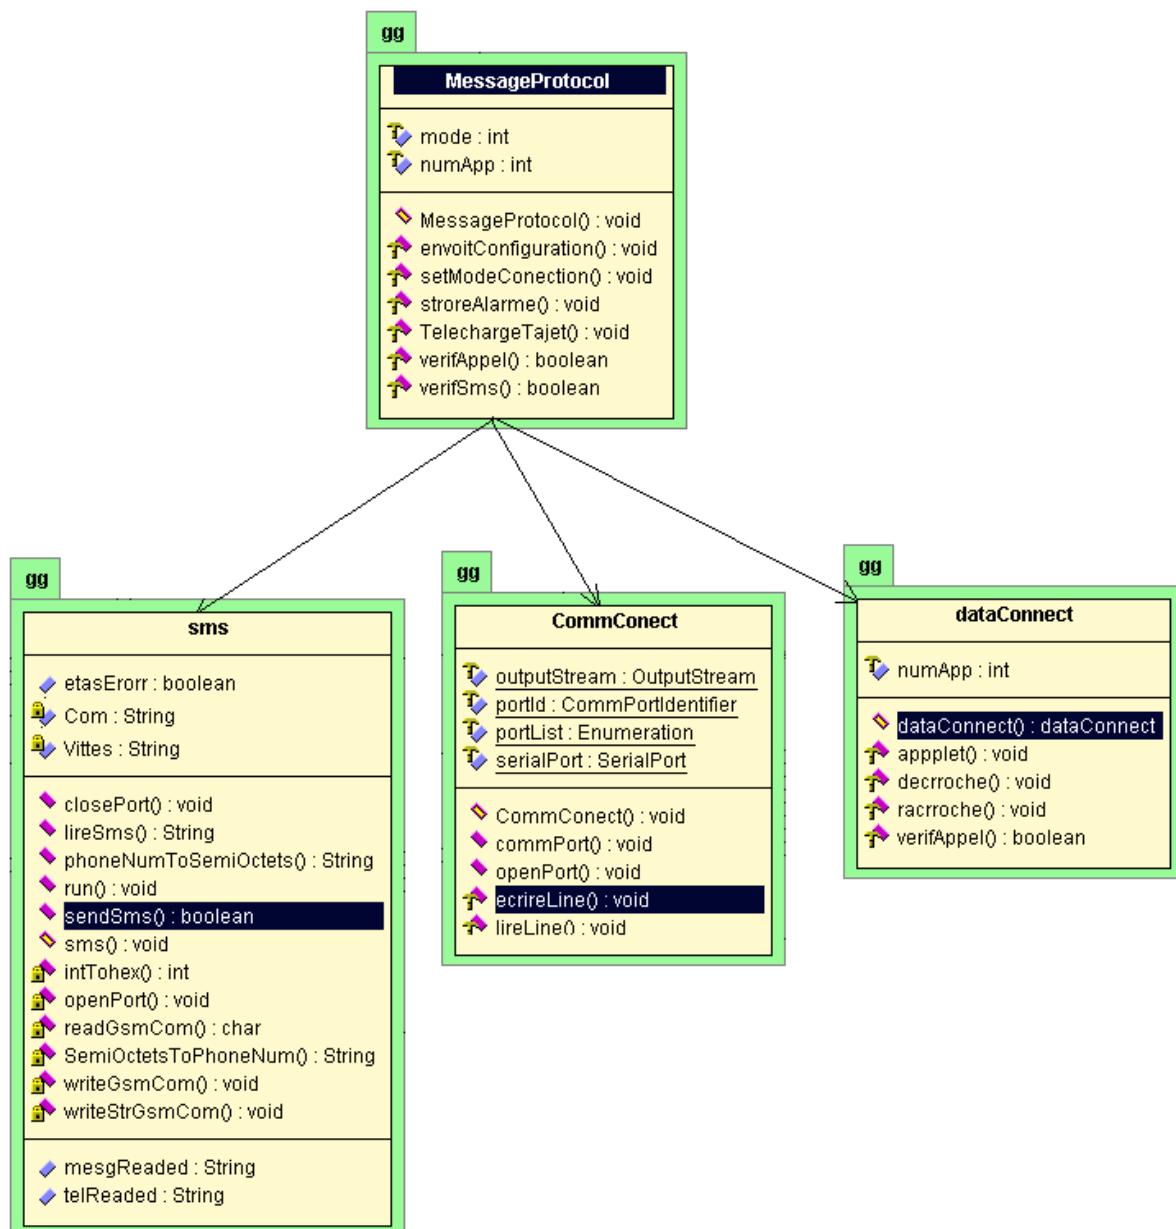 gg
MessageProtocol
mode : int
numApp : int
MessageProtocol() : void
envoitConfiguration() : void
setModeConection() : void
stroreAlarme() : void
TelechargeTajet() : void
verifAppel() : boolean
verifSms() : boolean
gg
sms
etasErorr : boolean
Com : String
Vittes : String
closePort() : void
lireSms() : String
phoneNumToSemiOctets() : String
run() : void
sendSms() : boolean
sms() : void
intTohex() : int
openPort() : void
readGsmCom() : char
SemiOctetsToPhoneNum() : String
writeGsmCom() : void
writeStrGsmCom() : void
mesgReaded : String
telReaded : String
gg
CommConect
outputStream : OutputStream
portId : CommPortIdentifier
portList : Enumeration
serialPort : SerialPort
CommConect() : void
commPort() : void
openPort() : void
ecrireLine() : void
lireLine() : void
gg
dataConnect
numApp : int
dataConnect() : dataConnect
appplet() : void
decrroche() : void
racrroche() : void
verifAppel() : boolean